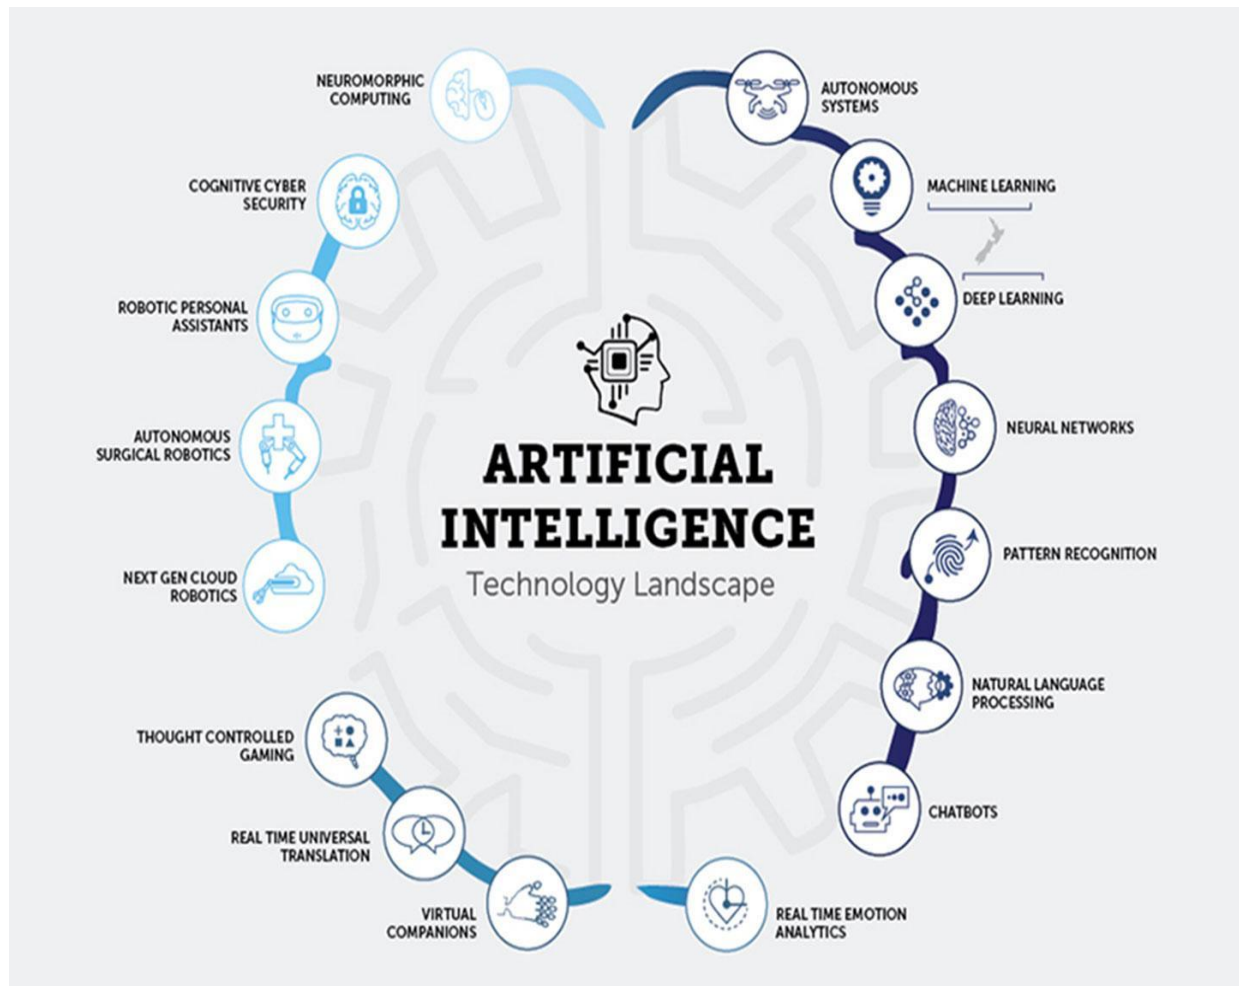 ARTIFICIAL
INTELLIGENCE
Technology Landscape
NEUROMORPHIC
COMPUTING
COGNITIVE CYBER
SECURITY
ROBOTIC PERSONAL
ASSISTANTS
AUTONOMOUS
SURGICAL ROBOTICS
NEXT GEN CLOUD
ROBOTICS
THOUGHT CONTROLLED
GAMING
REAL TIME UNIVERSAL
TRANSLATION
VIRTUAL
COMPANIONS
AUTONOMOUS
SYSTEMS
MACHINE LEARNING
DEEP LEARNING
NEURAL NETWORKS
PATTERN RECOGNITION
NATURAL LANGUAGE
PROCESSING
CHATBOTS
REAL TIME EMOTION
ANALYTICS